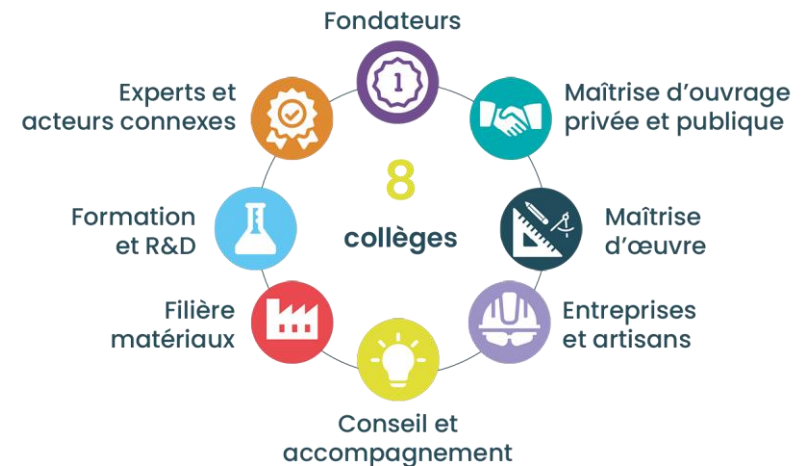 Fondateurs
1
Maîtrise d'ouvrage
privée et publique
Maîtrise
d'œuvre
Entreprises
et artisans
Conseil et
accompagnement
Filière
matériaux
Formation
et R&D
Experts et
acteurs connexes
8
collèges